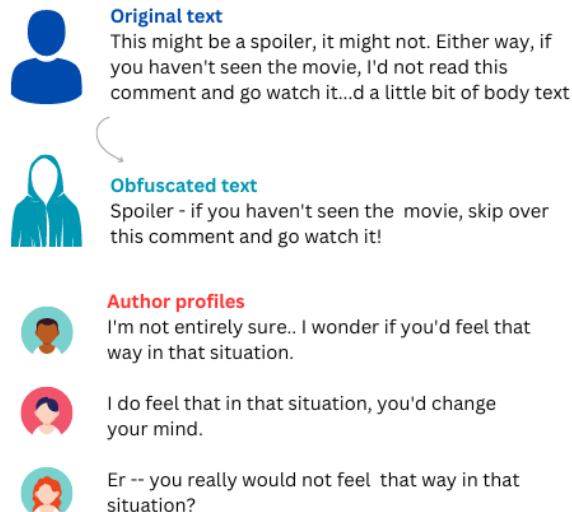 Original text
This might be a spoiler, it might not. Either way, if
you haven't seen the movie, I'd not read this
comment and go watch it...d a little bit of body text
Obfuscated text
Spoiler - if you haven't seen the  movie, skip over
this comment and go watch it!
Author profiles
I'm not entirely sure.. I wonder if you'd feel that
way in that situation.
I do feel that in that situation, you'd change
your mind.
Er -- you really would not feel  that way in that
situation?